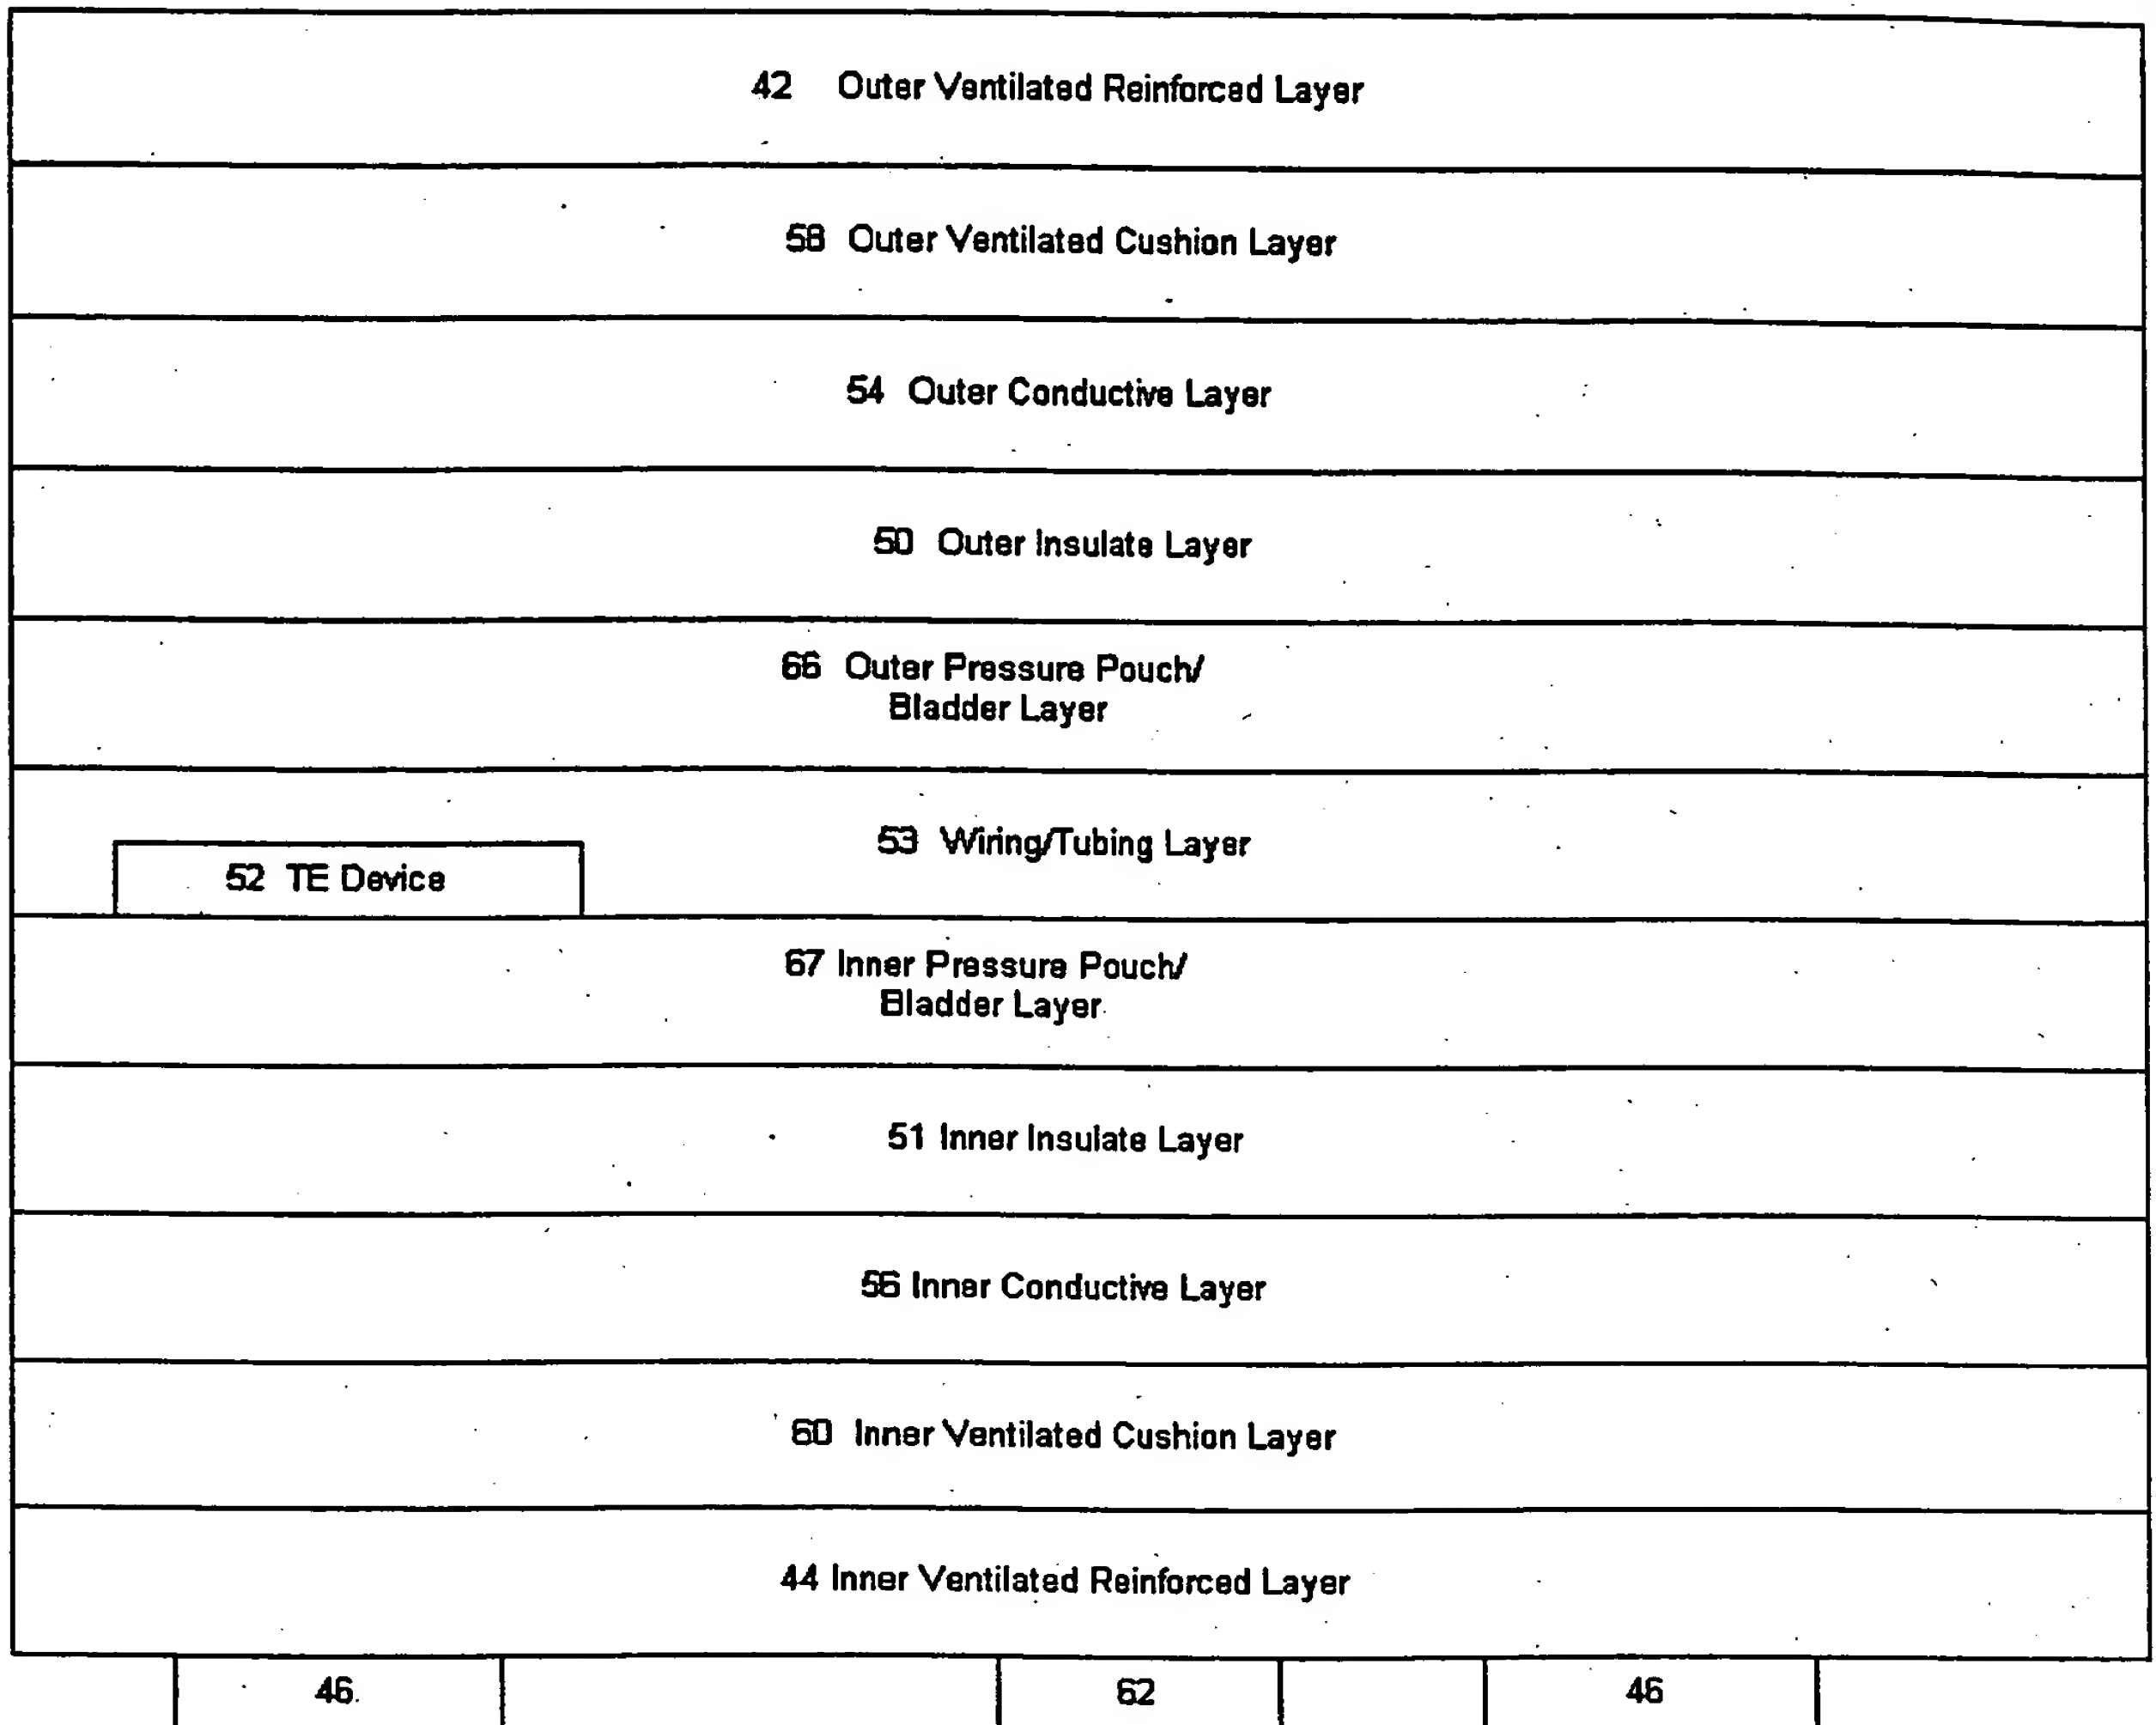 42 Outer Ventilated Reinforced Layer
58 Outer Ventilated Cushion Layer
54 Outer Conductive Layer
50 Outer Insulate Layer
66 Outer Pressure Pouch/
Bladder Layer
53 Wiring/Tubing Layer
52 TE Device
67 Inner Pressure Pouch/
Bladder Layer
51 Inner Insulate Layer
56 Inner Conductive Layer
60 Inner Ventilated Cushion Layer
44 Inner Ventilated Reinforced Layer
46 62 46